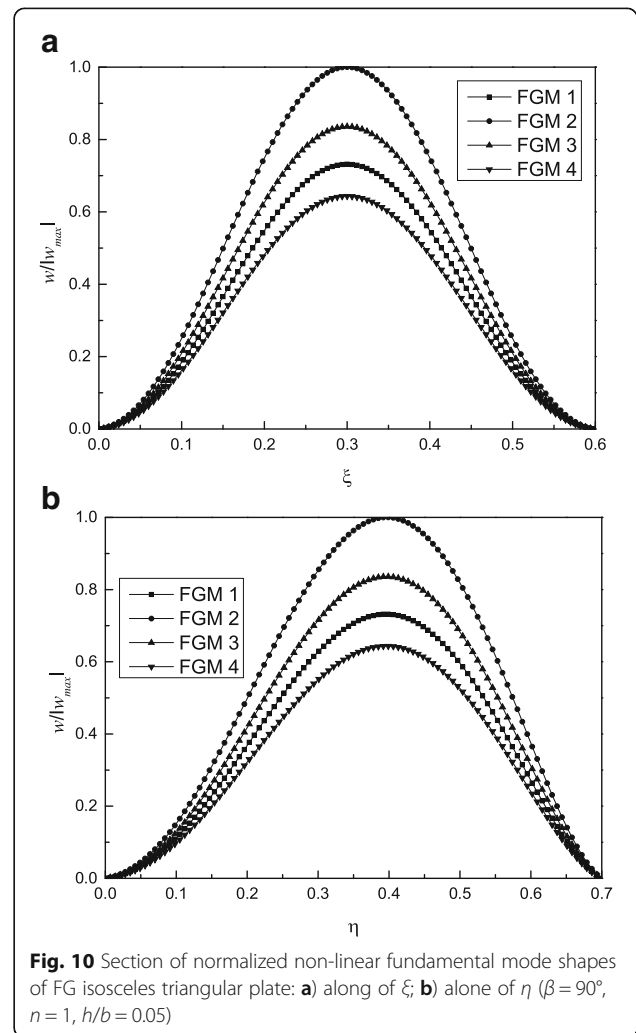 a
1.0
0.8
0.6
0.4
0.2
0.0
w/|w_max|
FGM 1
FGM 2
FGM 3
FGM 4
0.0 0.1 0.2 0.3 0.4 0.5 0.6
ξ
b
1.0
0.8
0.6
0.4
0.2
0.0
w/|w_max|
FGM 1
FGM 2
FGM 3
FGM 4
0.0 0.1 0.2 0.3 0.4 0.5 0.6 0.7
η
Fig. 10 Section of normalized non-linear fundamental mode shapes
of FG isosceles triangular plate: a) along of ξ; b) alone of η (β = 90°,
n = 1, h/b = 0.05)